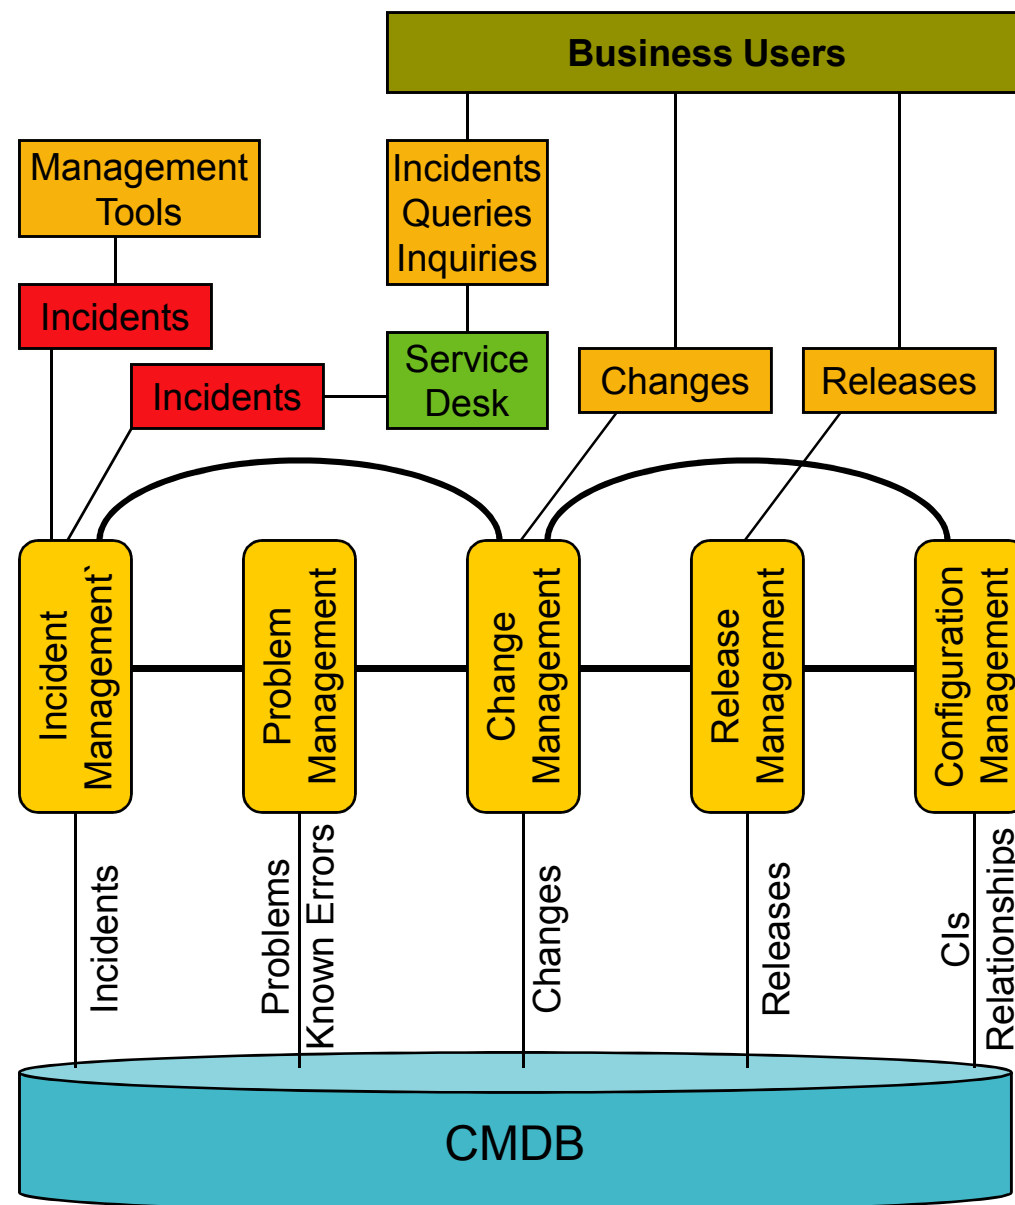 Business Users
Management
Tools
Incidents
Queries
Inquiries
Incidents
Service
Desk
Incidents
Changes
Releases
Incident
Management`
Problem
Management
Change
Management
Release
Management
Configuration
Management
Incidents
Problems
Known Errors
Changes
Releases
CIs
Relationships
CMDB